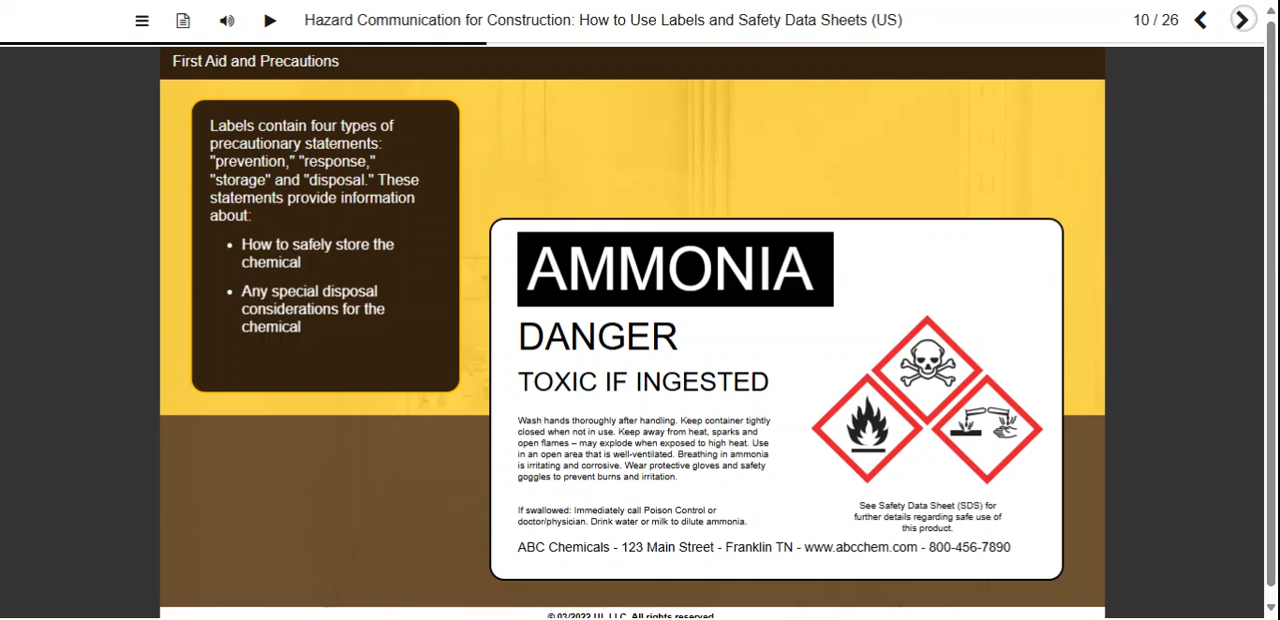 Hazard Communication for Construction: How to Use Labels and Safety Data Sheets (US)
10 / 26
First Aid and Precautions
Labels contain four types of
precautionary statements:
"prevention," "response,"
"storage" and "disposal." These
statements provide information
about:
• How to safely store the
chemical
• Any special disposal
considerations for the
chemical
AMMONIA
DANGER
TOXIC IF INGESTED
Wash hands thoroughly after handling. Keep container tightly
closed when not in use. Keep away from heat, sparks and
open flames – may explode when exposed to high heat. Use
in an open area that is well-ventilated. Breathing in ammonia
is irritating and corrosive. Wear protective gloves and safety
goggles to prevent burns and irritation.
If swallowed: Immediately call Poison Control or
doctor/physician. Drink water or milk to dilute ammonia.
See Safety Data Sheet (SDS) for
further details regarding safe use of
this product.
ABC Chemicals - 123 Main Street - Franklin TN - www.abcchem.com - 800-456-7890
© 03/2022 UL LLC. All rights reserved